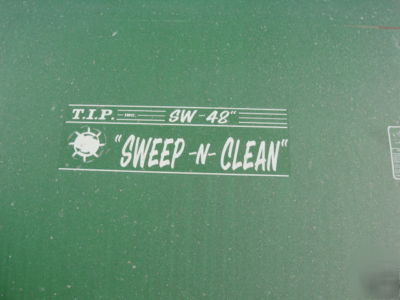 T.I.P. INC. SW-48"
"SWEEP-N-CLEAN"